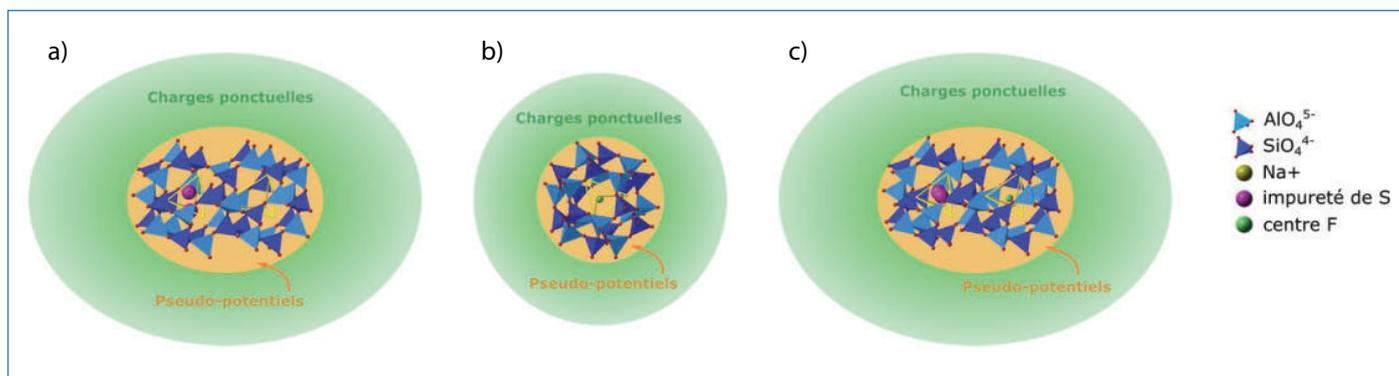 a)
Charges ponctuelles
Pseudo-potentiels
b)
Charges ponctuelles
Pseudo-potentiels
c)
Charges ponctuelles
Pseudo-potentiels
AlO₄⁵⁻
SiO₄⁴⁻
Na+
impureté de S
centre F